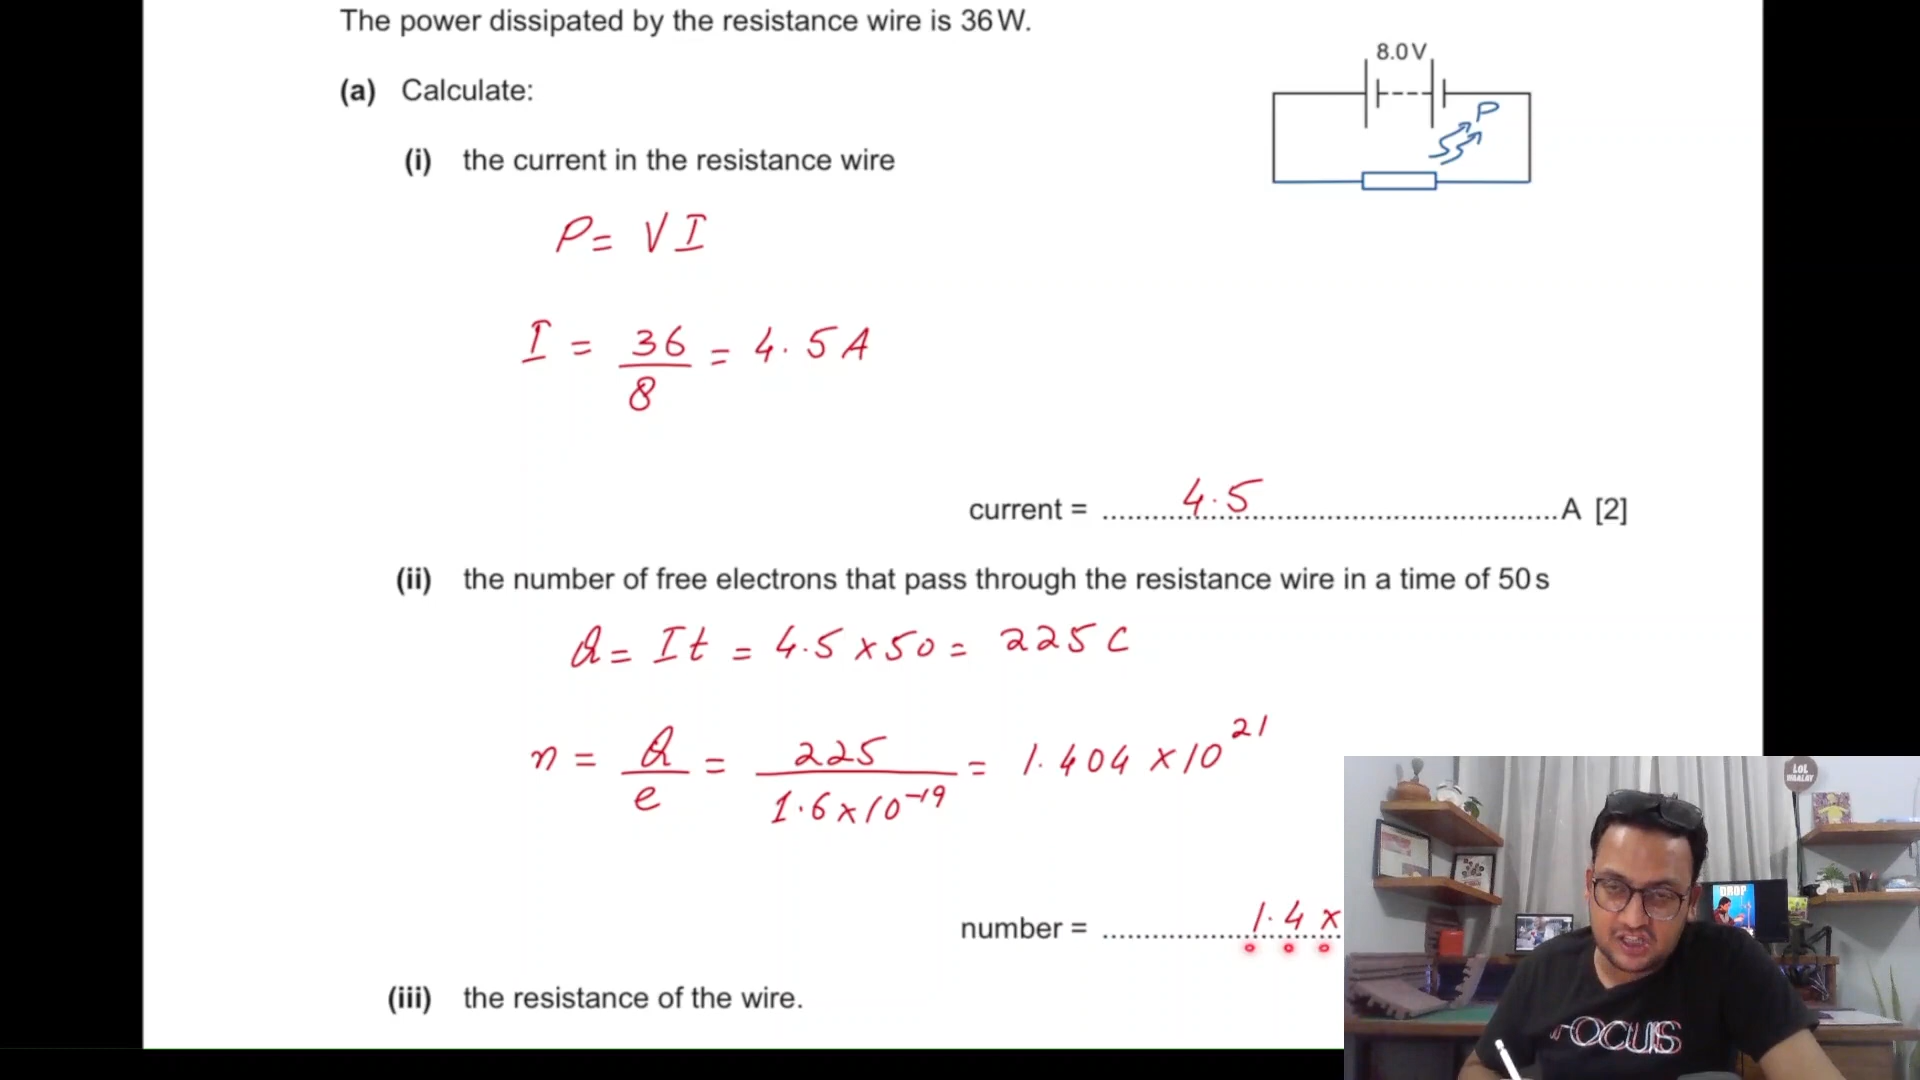 The power dissipated by the resistance wire is 36 W.
8.0 V
(a) Calculate:
P
(i) the current in the resistance wire
P = VI
I = 36/8 = 4.5 A
current = 4.5 A [2]
(ii) the number of free electrons that pass through the resistance wire in a time of 50 s
Q = It = 4.5 × 50 = 225 C
n = Q/e = 225/1.6 × 10⁻¹⁹ = 1.404 × 10²¹
number = 1.4 ×
(iii) the resistance of the wire.
LOL
DROP
FOCUS